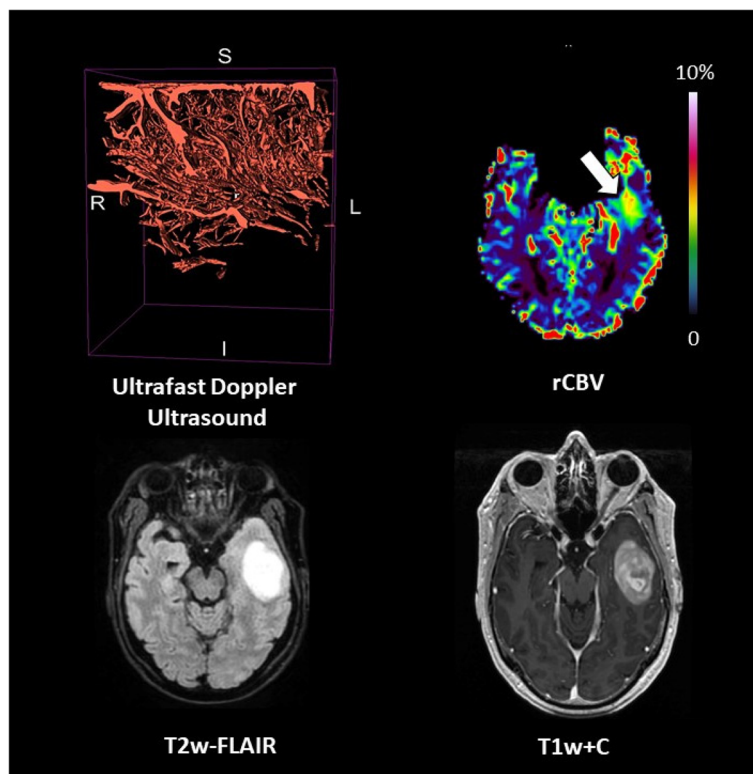 S
R
L
I
Ultrafast Doppler
Ultrasound
10%
0
rCBV
T2w-FLAIR
T1w+C